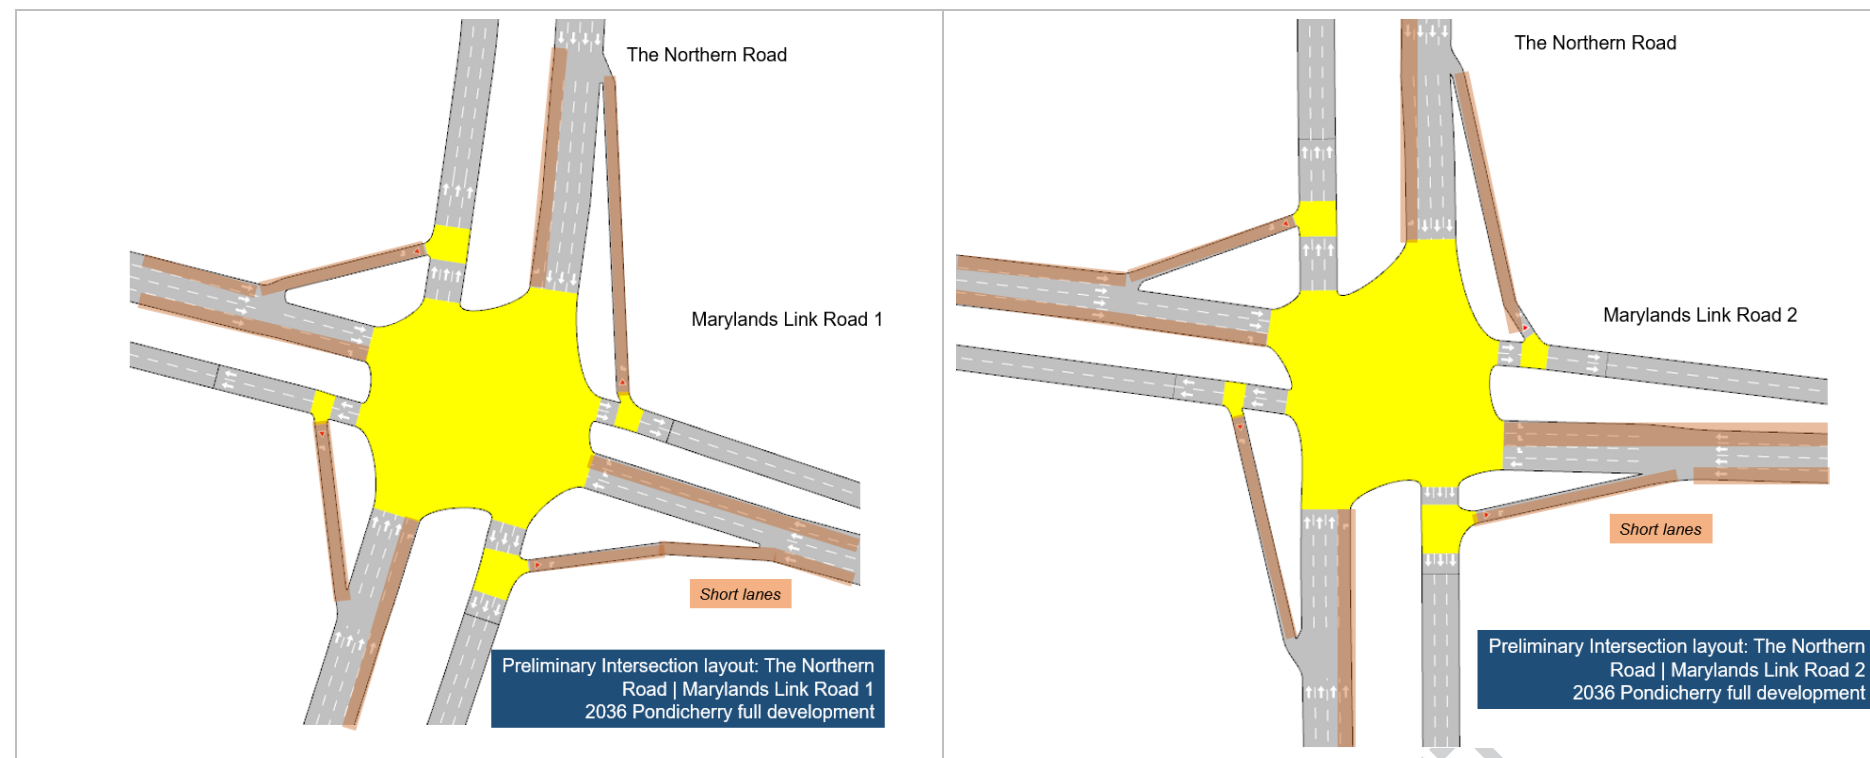 The Northern Road
Marylands Link Road 1
Short lanes
Preliminary Intersection layout: The Northern
Road | Marylands Link Road 1
2036 Pondicherry full development
The Northern Road
Marylands Link Road 2
Short lanes
Preliminary Intersection layout: The Northern
Road | Marylands Link Road 2
2036 Pondicherry full development